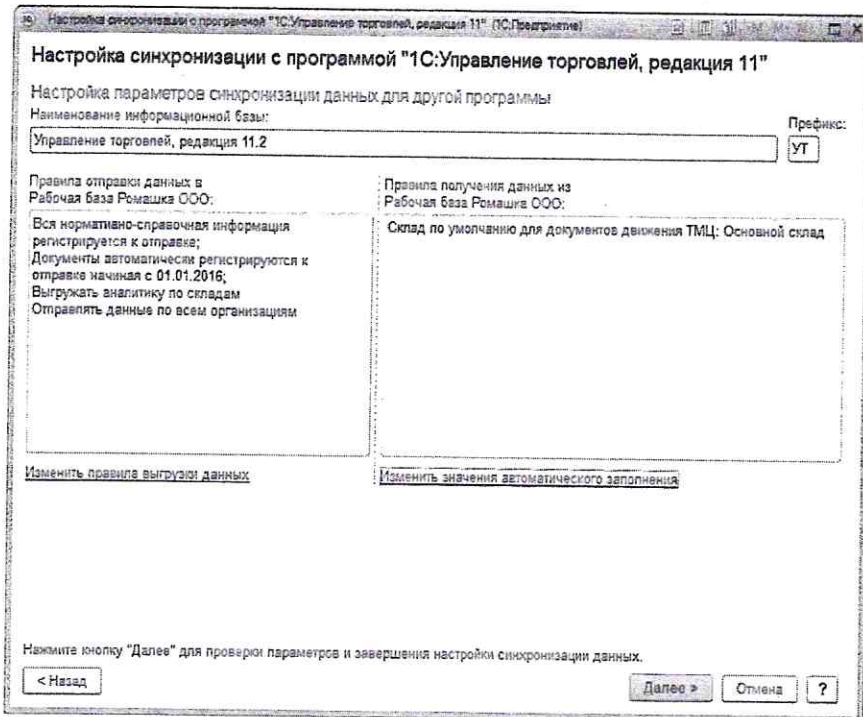 Настройка синхронизации с программой "1С:Управление торговлей, редакция 11" (1С:Предприятие)
M M+ M-
Настройка синхронизации с программой "1С:Управление торговлей, редакция 11"
Настройка параметров синхронизации данных для другой программы
Наименование информационной базы:
Префикс:
Управление торговлей, редакция 11.2
УТ
Правила отправки данных в
Рабочая база Ромашка ООО:
Вся нормативно-справочная информация
регистрируется к отправке;
Документы автоматически регистрируются к
отправке начиная с 01.01.2016;
Выгружать аналитику по складам
Отправлять данные по всем организациям
Изменить правила выгрузки данных
Правила получения данных из
Рабочая база Ромашка ООО:
Склад по умолчанию для документов движения ТМЦ: Основной склад
Изменить значения автоматического заполнения
Нажмите кнопку "Далее" для проверки параметров и завершения настройки синхронизации данных.
< Назад
Далее >
Отмена
?